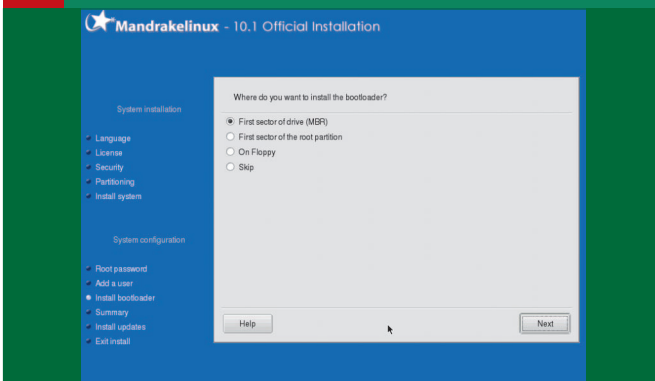 Mandrakelinux - 10.1 Official Installation
System installation
Language
License
Security
Partitioning
Install system
System configuration
Root password
Add a user
Install bootloader
Summary
Install updates
Exit install
Where do you want to install the bootloader?
First sector of drive (MBR)
First sector of the root partition
On Floppy
Skip
Help
Next